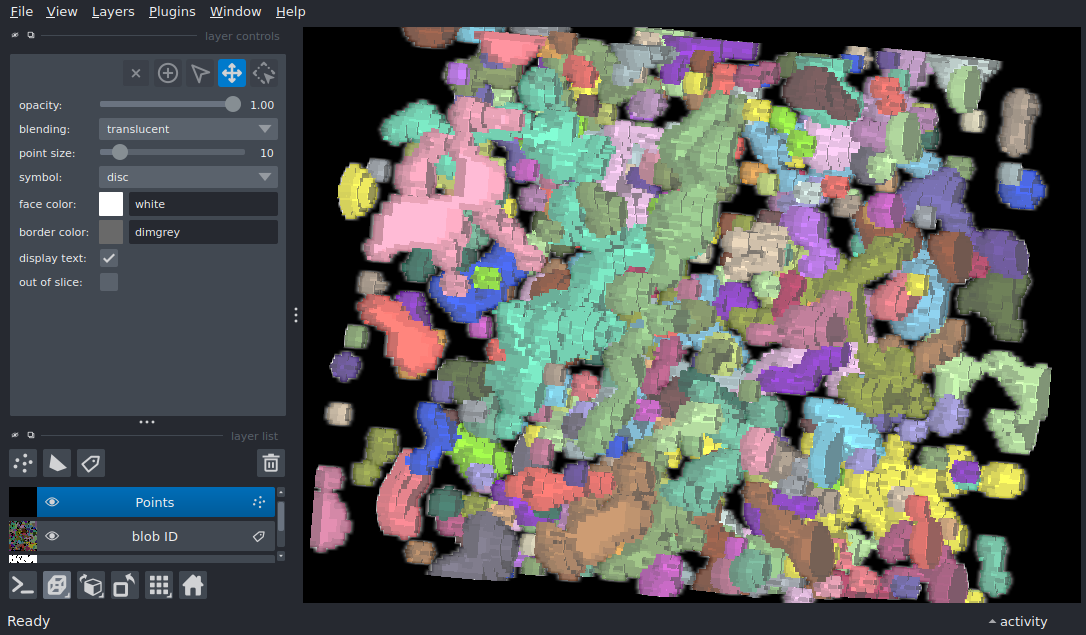 File View Layers Plugins Window Help
layer controls
opacity: 1.00
blending: translucent
point size: 10
symbol: disc
face color: white
border color: dimgrey
display text:
out of slice:
layer list
Points
blob ID
Ready
activity